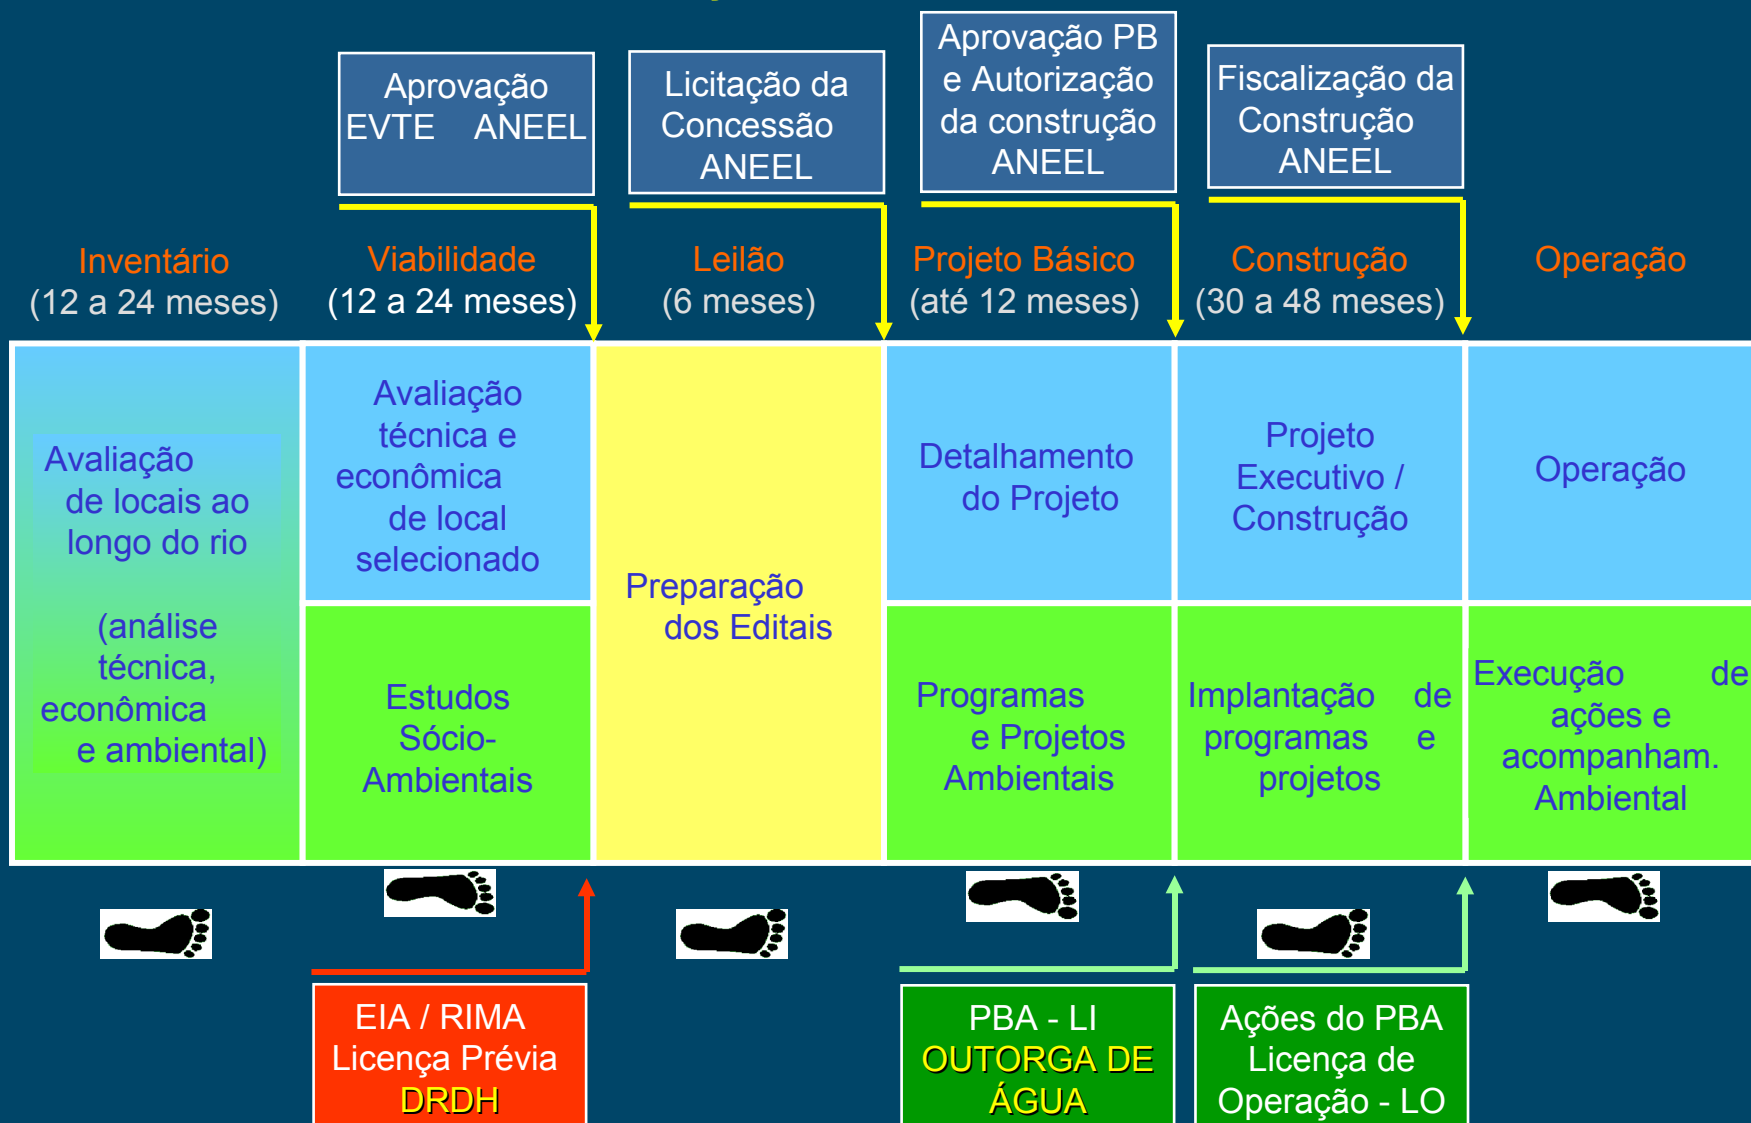 Aprovação
EVTE ANEEL
Licitação da
Concessão
ANEEL
Aprovação PB
e Autorização
da construção
ANEEL
Fiscalização da
Construção
ANEEL
Inventário
(12 a 24 meses)
Viabilidade
(12 a 24 meses)
Leilão
(6 meses)
Projeto Básico
(até 12 meses)
Construção
(30 a 48 meses)
Operação
Avaliação
de locais ao
longo do rio
(análise
técnica,
econômica
e ambiental)
Avaliação
técnica e
econômica
de local
selecionado
Estudos
Sócio-
Ambientais
Preparação
dos Editais
Detalhamento
do Projeto
Programas
e Projetos
Ambientais
Projeto
Executivo /
Construção
Implantação de
programas e
projetos
Operação
Execução de
ações e
acompanham.
Ambiental
EIA / RIMA
Licença Prévia
DRDH
PBA - LI
OUTORGA DE
ÁGUA
Ações do PBA
Licença de
Operação - LO